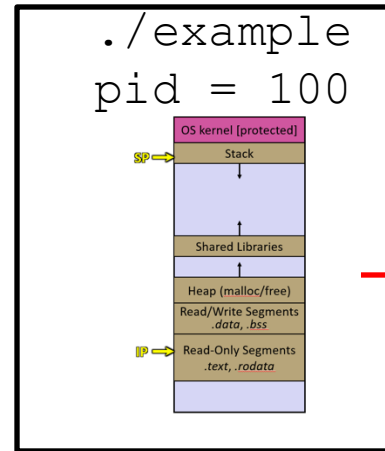 ./example
pid = 100
OS kernel [protected]
SP
Stack
Shared Libraries
Heap (malloc/free)
Read/Write Segments
.data, .bss
IP
Read-Only Segments
.text, .rodata